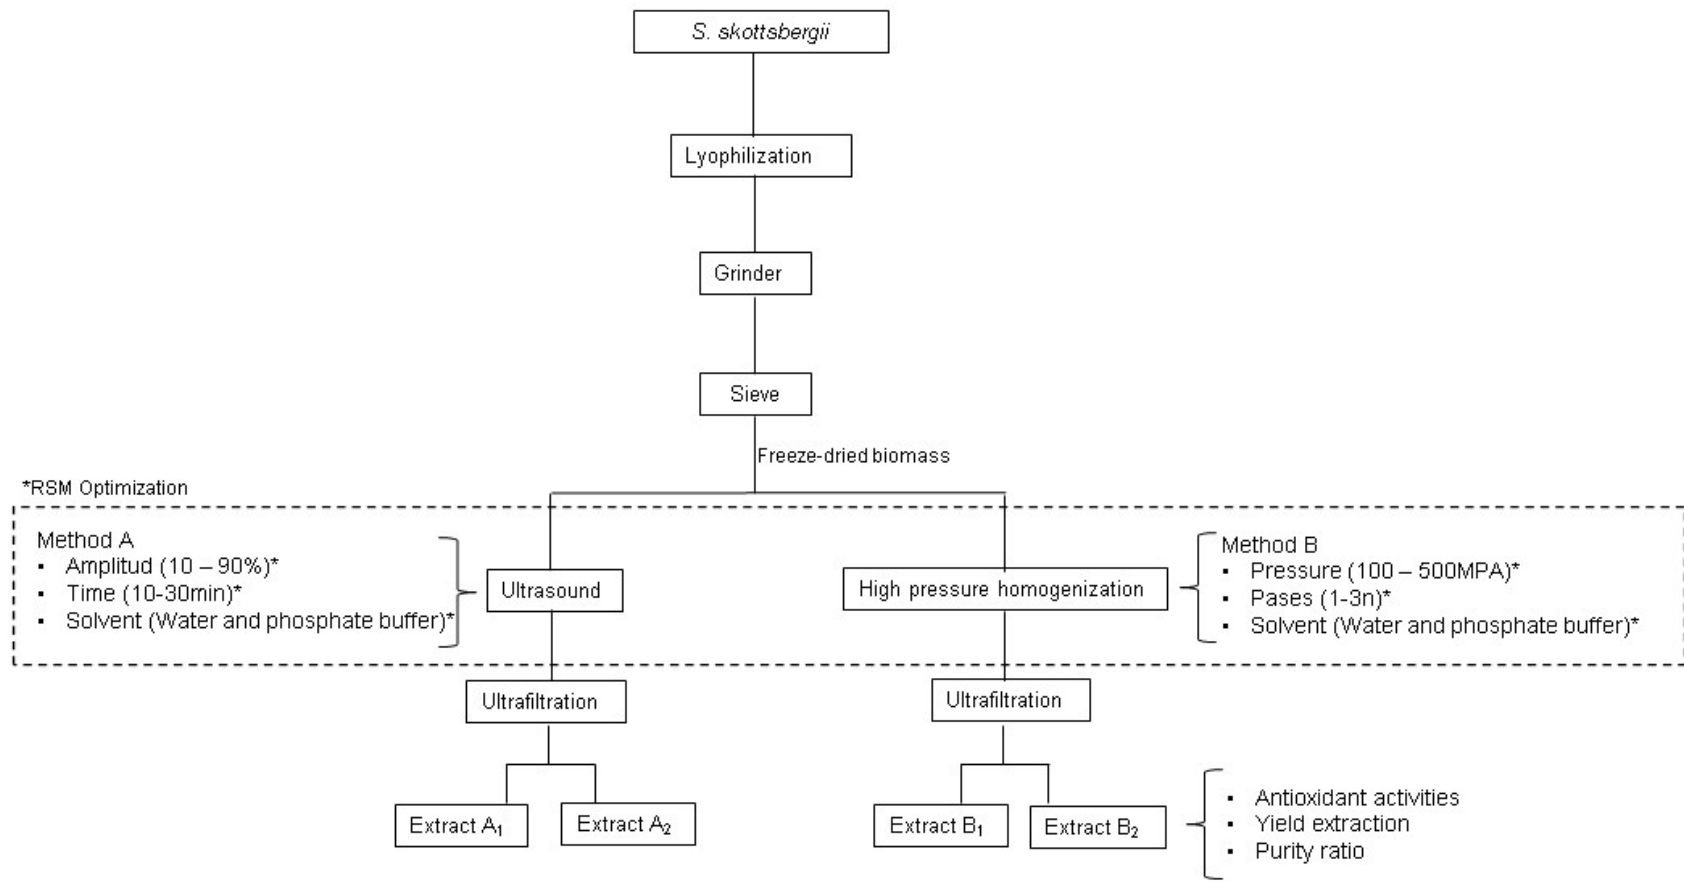 S. skottsbergii
Lyophilization
Grinder
Sieve
Freeze-dried biomass
*RSM Optimization
Method A
▪ Amplitud (10 – 90%)*
▪ Time (10-30min)*
▪ Solvent (Water and phosphate buffer)*
Ultrasound
High pressure homogenization
Method B
▪ Pressure (100 – 500MPA)*
▪ Pases (1-3n)*
▪ Solvent (Water and phosphate buffer)*
Ultrafiltration
Ultrafiltration
Extract A₁
Extract A₂
Extract B₁
Extract B₂
▪ Antioxidant activities
▪ Yield extraction
▪ Purity ratio